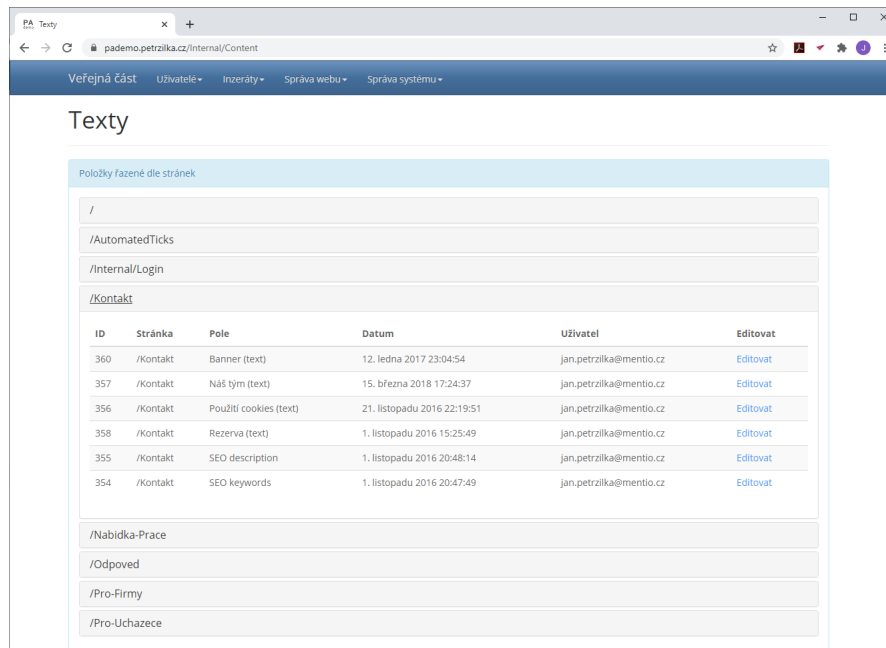 PA Texty
pademo.petrzilka.cz/Internal/Content
J
Veřejná část Uživatelé Inzeráty Správa webu Správa systému
Texty
Položky řazené dle stránek
/
/AutomatedTicks
/Internal/Login
/Kontakt
ID Stránka Pole Datum Uživatel Editovat
360 /Kontakt Banner (text) 12. ledna 2017 23:04:54 jan.petrzilka@mentio.cz Editovat
357 /Kontakt Náš tým (text) 15. března 2018 17:24:37 jan.petrzilka@mentio.cz Editovat
356 /Kontakt Použití cookies (text) 21. listopadu 2016 22:19:51 jan.petrzilka@mentio.cz Editovat
358 /Kontakt Rezerva (text) 1. listopadu 2016 15:25:49 jan.petrzilka@mentio.cz Editovat
355 /Kontakt SEO description 1. listopadu 2016 20:48:14 jan.petrzilka@mentio.cz Editovat
354 /Kontakt SEO keywords 1. listopadu 2016 20:47:49 jan.petrzilka@mentio.cz Editovat
/Nabidka-Prace
/Odpoved
/Pro-Firmy
/Pro-Uchazece